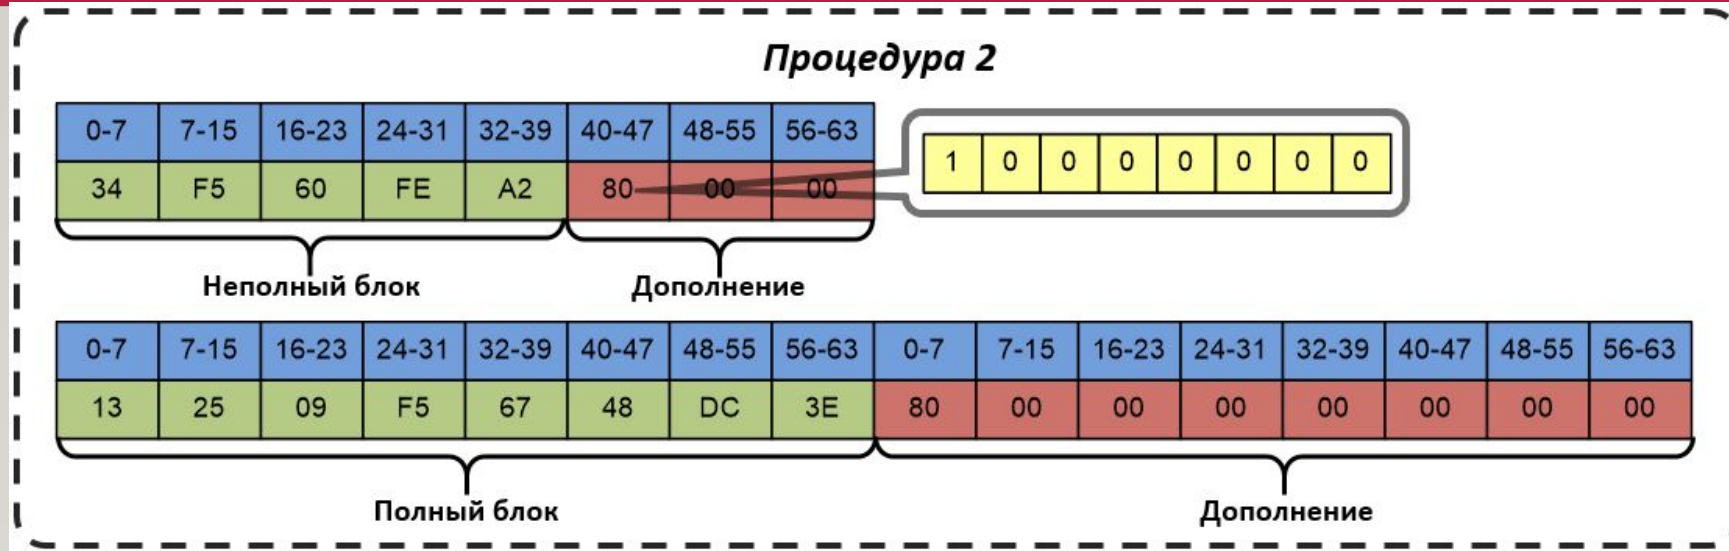 Процедура 2
0-7 7-15 16-23 24-31 32-39 40-47 48-55 56-63
1 0 0 0 0 0 0 0
34 F5 60 FE A2 80 00 00
Неполный блок Дополнение
0-7 7-15 16-23 24-31 32-39 40-47 48-55 56-63 0-7 7-15 16-23 24-31 32-39 40-47 48-55 56-63
13 25 09 F5 67 48 DC 3E 80 00 00 00 00 00 00 00
Полный блок Дополнение